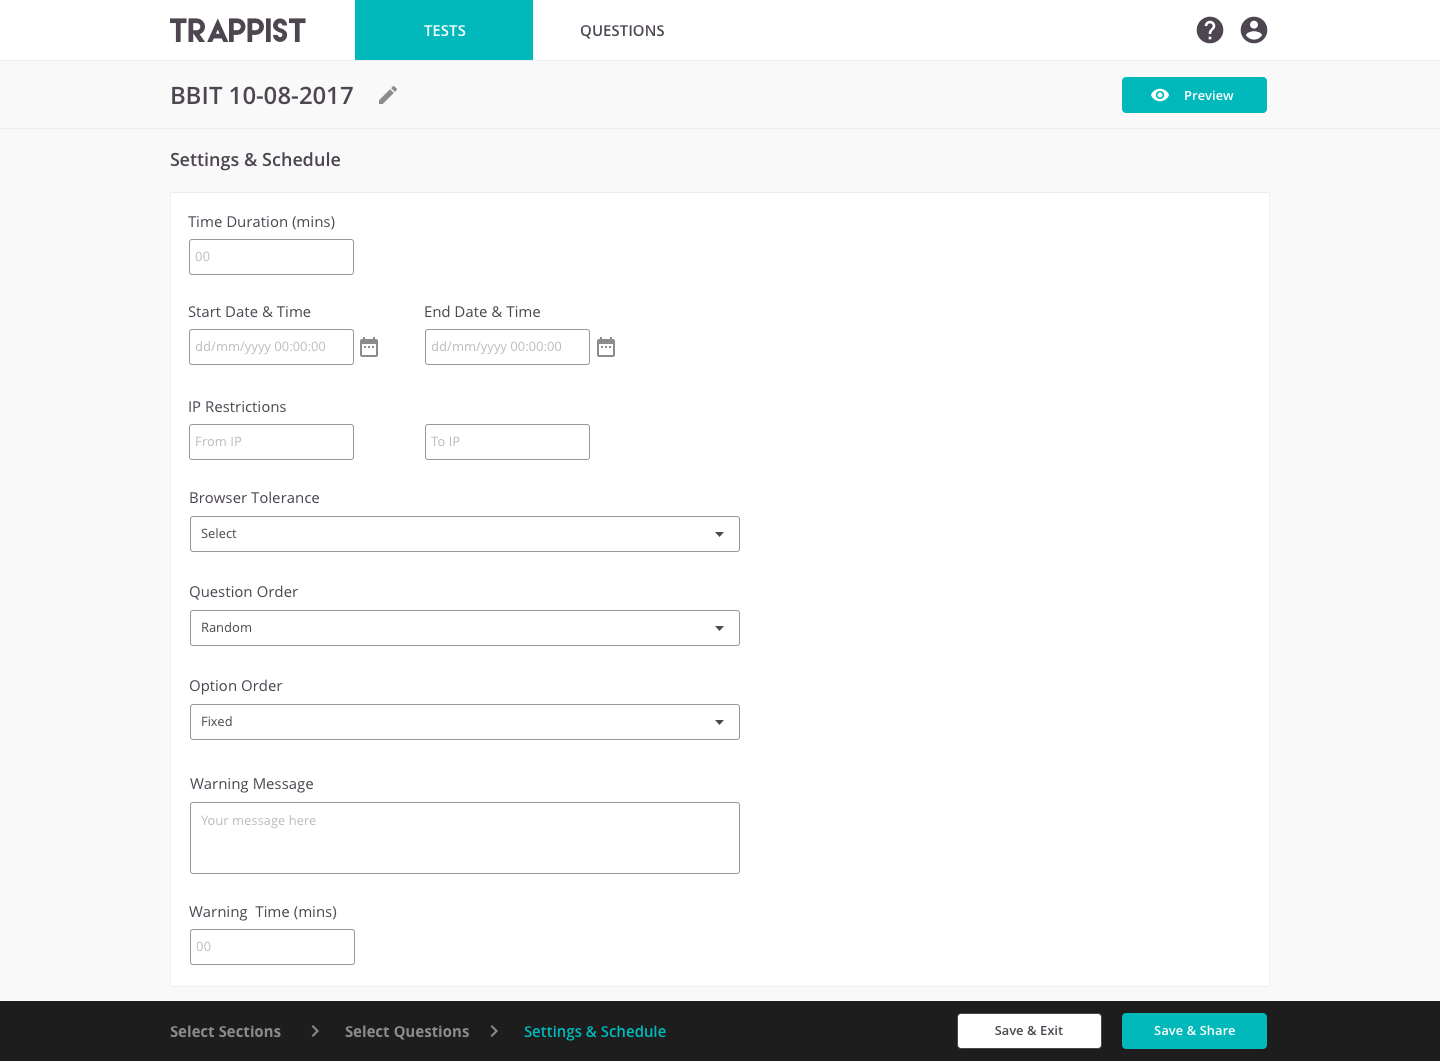 TRAPPIST TESTS QUESTIONS
BBIT 10-08-2017 Preview
Settings & Schedule
Time Duration (mins)
00
Start Date & Time End Date & Time
dd/mm/yyyy 00:00:00 dd/mm/yyyy 00:00:00
IP Restrictions
From IP To IP
Browser Tolerance
Select
Question Order
Random
Option Order
Fixed
Warning Message
Your message here
Warning  Time (mins)
00
Select Sections Select Questions Settings & Schedule Save & Exit Save & Share